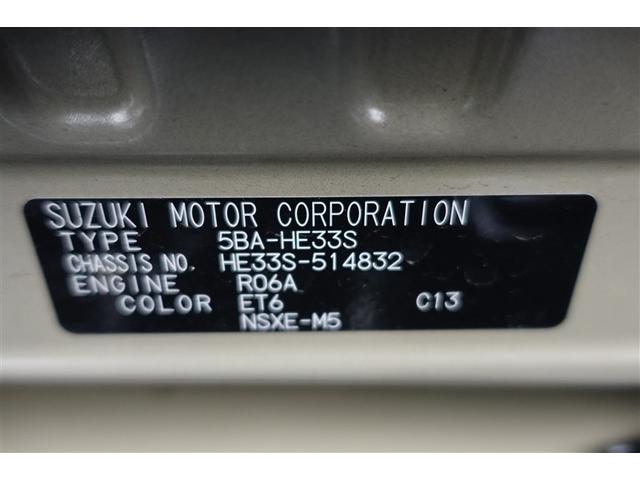 SUZUKI MOTOR CORPORATION
TYPE 5BA-HE33S
CHASSIS NO. HE33S-514832
ENGINE R06A
COLOR ET6 C13
NSXE-M5